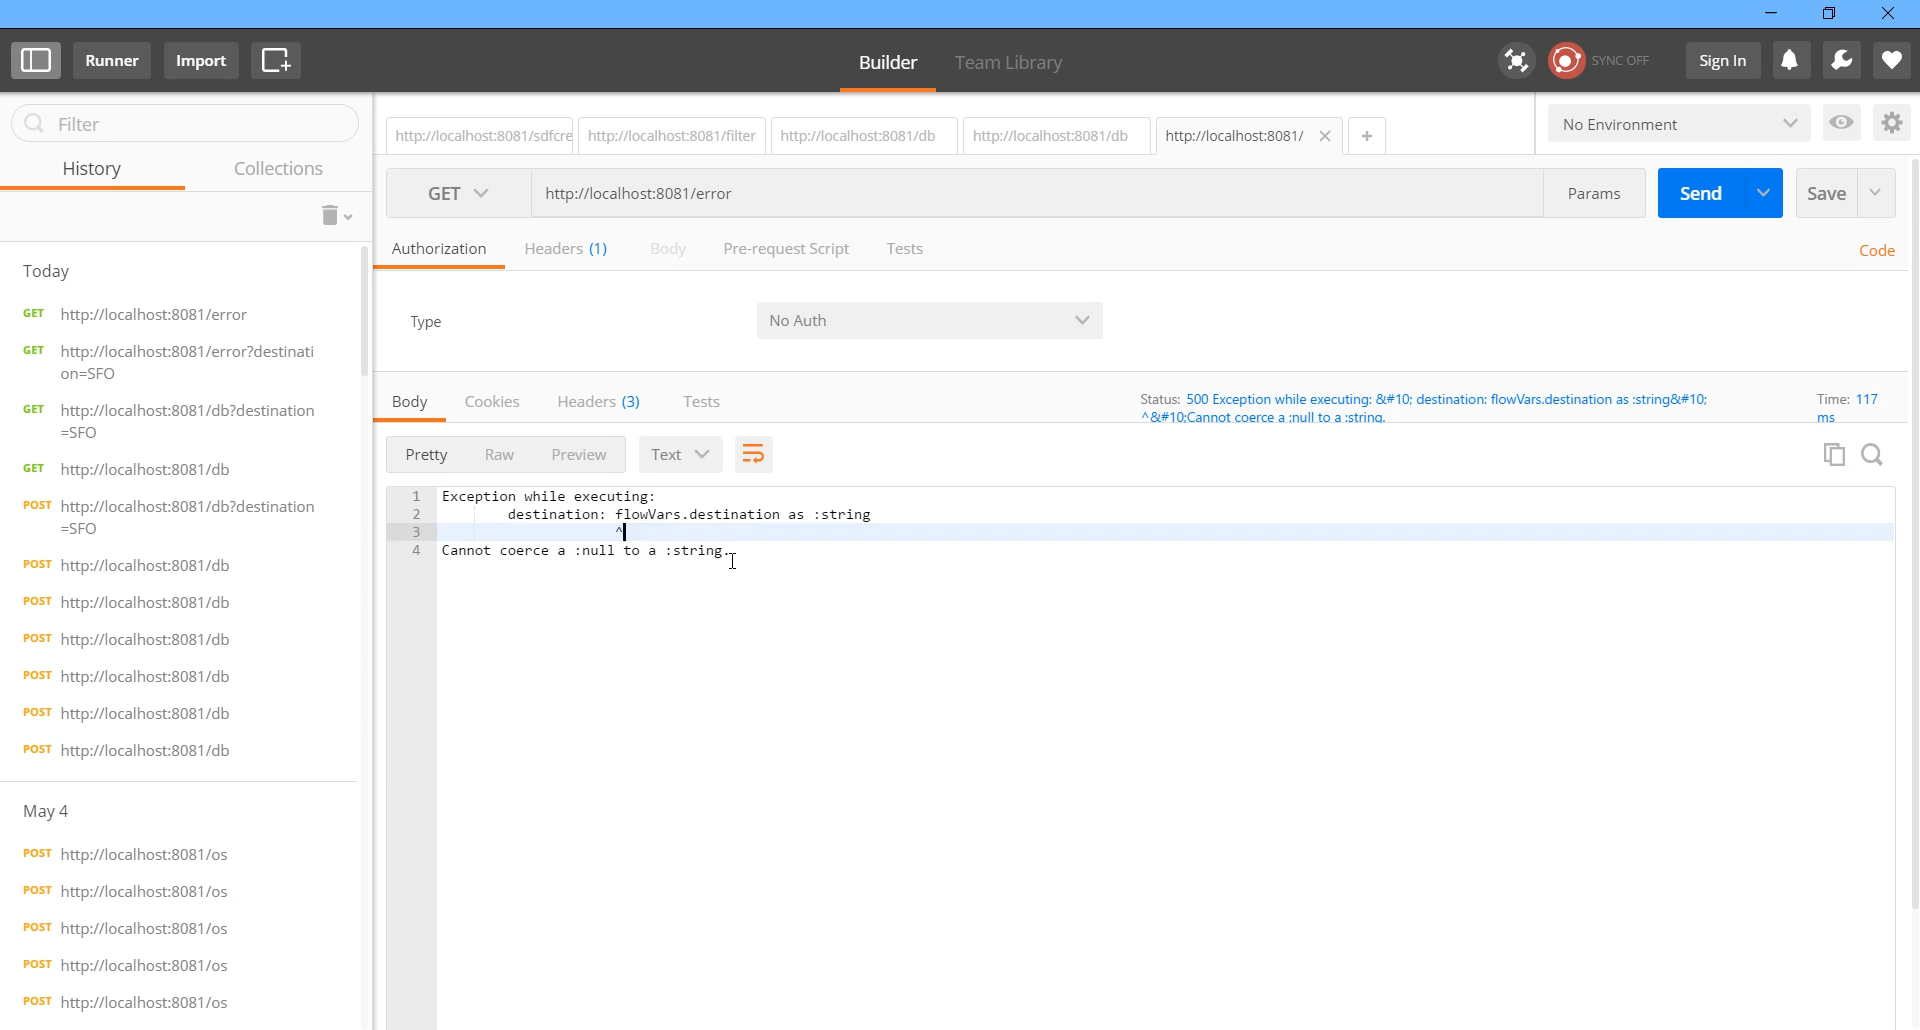 Runner
Import
Builder
Team Library
SYNC OFF
Sign In
Filter
History
Collections
Today
GET http://localhost:8081/error
GET http://localhost:8081/error?destinati
on=SFO
GET http://localhost:8081/db?destination
=SFO
GET http://localhost:8081/db
POST http://localhost:8081/db?destination
=SFO
POST http://localhost:8081/db
POST http://localhost:8081/db
POST http://localhost:8081/db
POST http://localhost:8081/db
POST http://localhost:8081/db
POST http://localhost:8081/db
May 4
POST http://localhost:8081/os
POST http://localhost:8081/os
POST http://localhost:8081/os
POST http://localhost:8081/os
POST http://localhost:8081/os
http://localhost:8081/sdfcre
http://localhost:8081/filter
http://localhost:8081/db
http://localhost:8081/db
http://localhost:8081/
No Environment
GET
http://localhost:8081/error
Params
Send
Save
Authorization
Headers (1)
Body
Pre-request Script
Tests
Code
Type
No Auth
Body
Cookies
Headers (3)
Tests
Status: 500 Exception while executing: &#10; destination: flowVars.destination as :string&#10;
^&#10;Cannot coerce a :null to a :string.
Time: 117
ms
Pretty
Raw
Preview
Text
1 Exception while executing:
2 destination: flowVars.destination as :string
3 ^
4 Cannot coerce a :null to a :string.